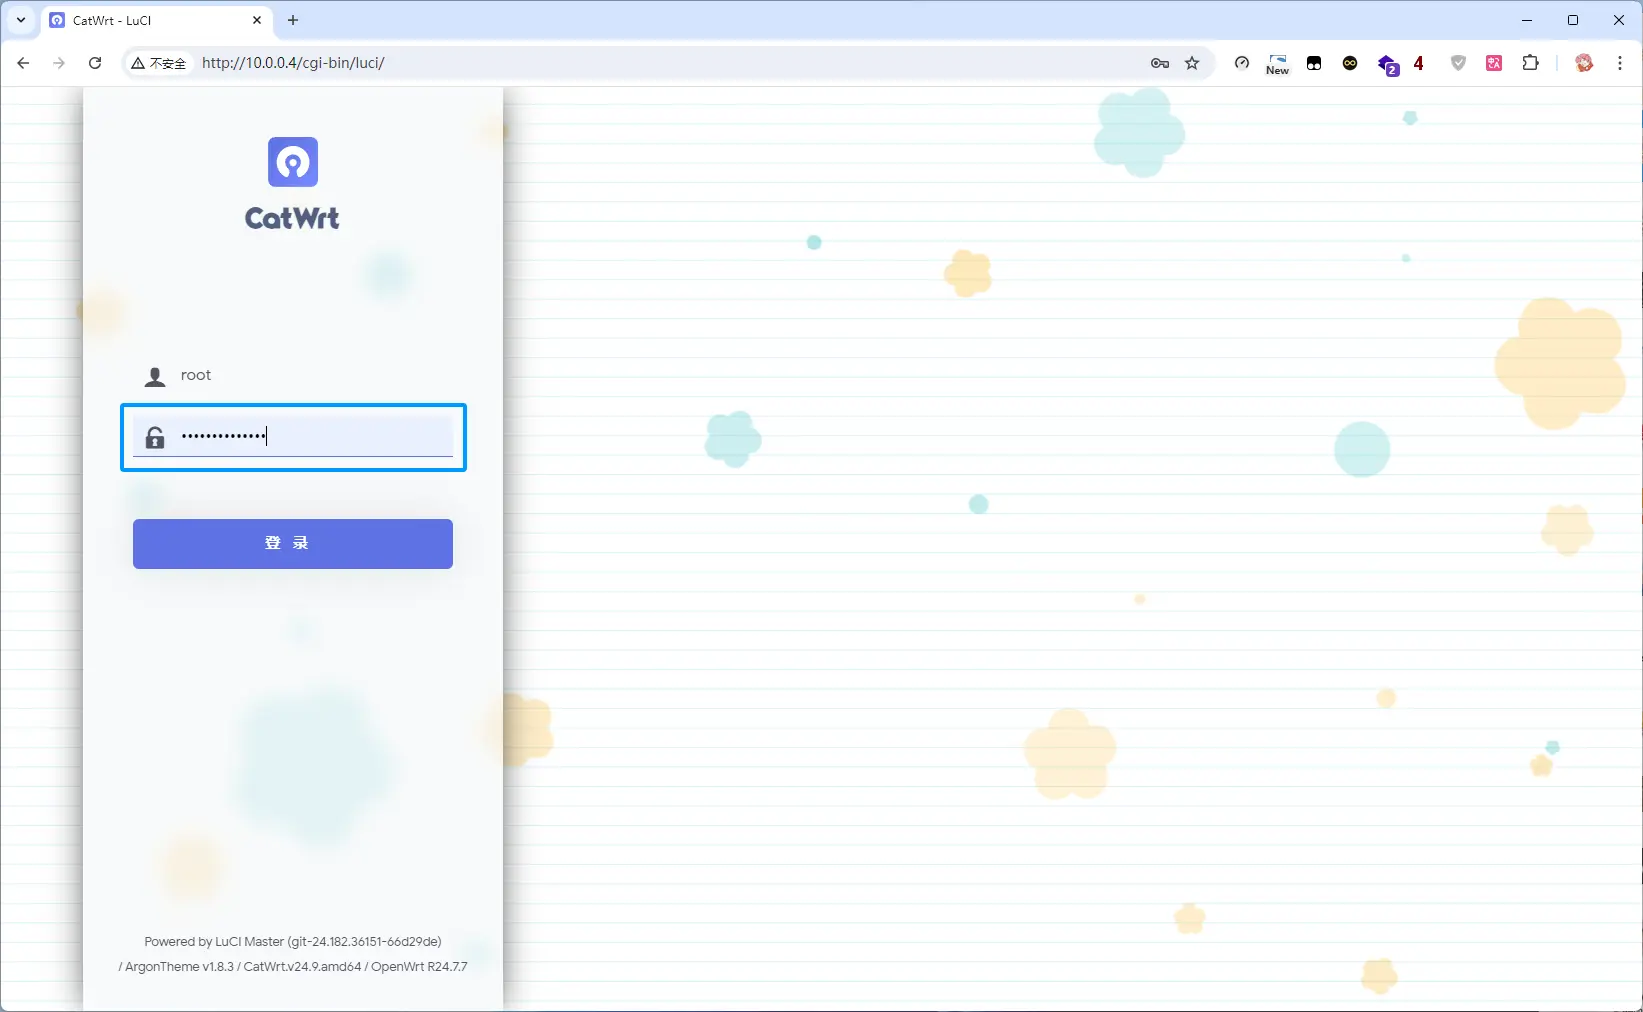 CatWrt - LuCI
不安全
http://10.0.0.4/cgi-bin/luci/
New
2
4
CatWrt
root
••••••••••••••
登 录
Powered by LuCI Master (git-24.182.36151-66d29de)
/ ArgonTheme v1.8.3 / CatWrt.v24.9.amd64 / OpenWrt R24.7.7